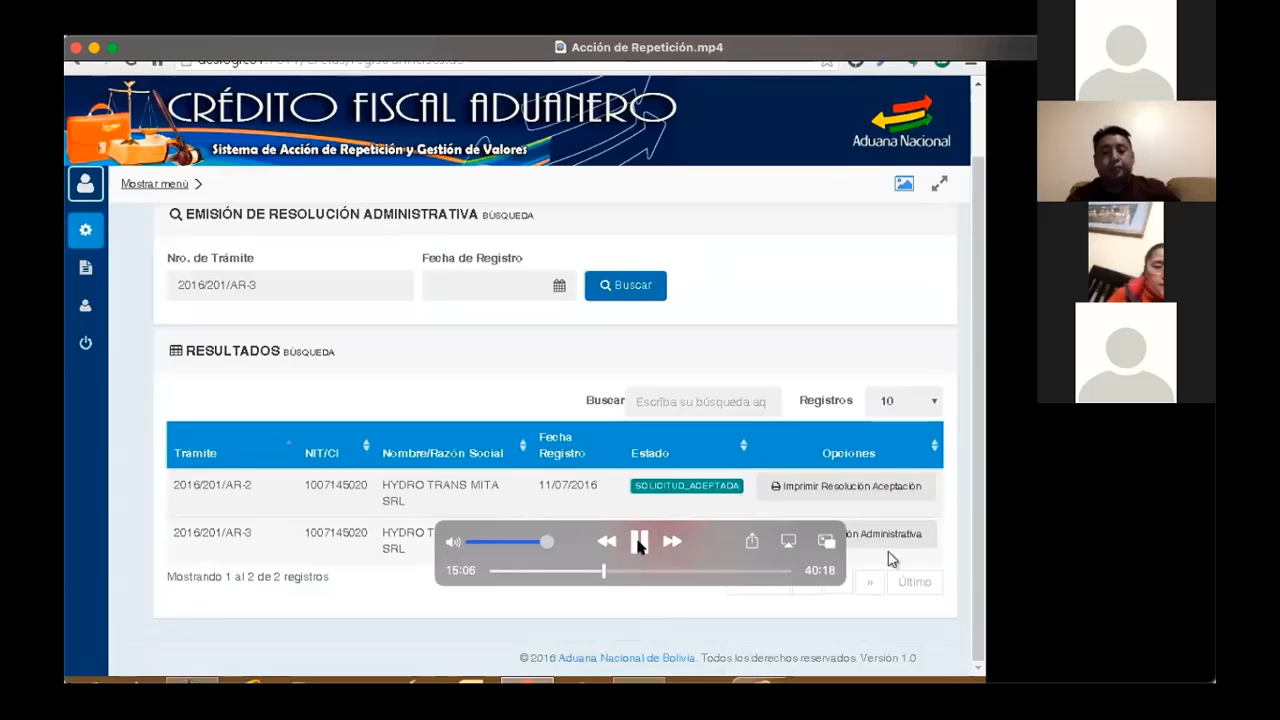 Acción de Repetición.mp4
CRÉDITO FISCAL ADUANERO
Sistema de Acción de Repetición y Gestión de Valores
Aduana Nacional
Mostrar menú
EMISIÓN DE RESOLUCIÓN ADMINISTRATIVA BÚSQUEDA
Nro. de Trámite Fecha de Registro
2016/201/AR-3 Buscar
RESULTADOS BÚSQUEDA
Buscar Escriba su búsqueda aq Registros 10
Trámite NIT/CI Nombre/Razón Social Fecha Registro Estado Opciones
2016/201/AR-2 1007145020 HYDRO TRANS MITA SRL 11/07/2016 SOLICITUD_ACEPTADA Imprimir Resolución Aceptación
2016/201/AR-3 1007145020 HYDRO T SRL ón Administrativa
15:06 40:18
Mostrando 1 al 2 de 2 registros » Último
© 2016 Aduana Nacional de Bolivia. Todos los derechos reservados. Versión 1.0